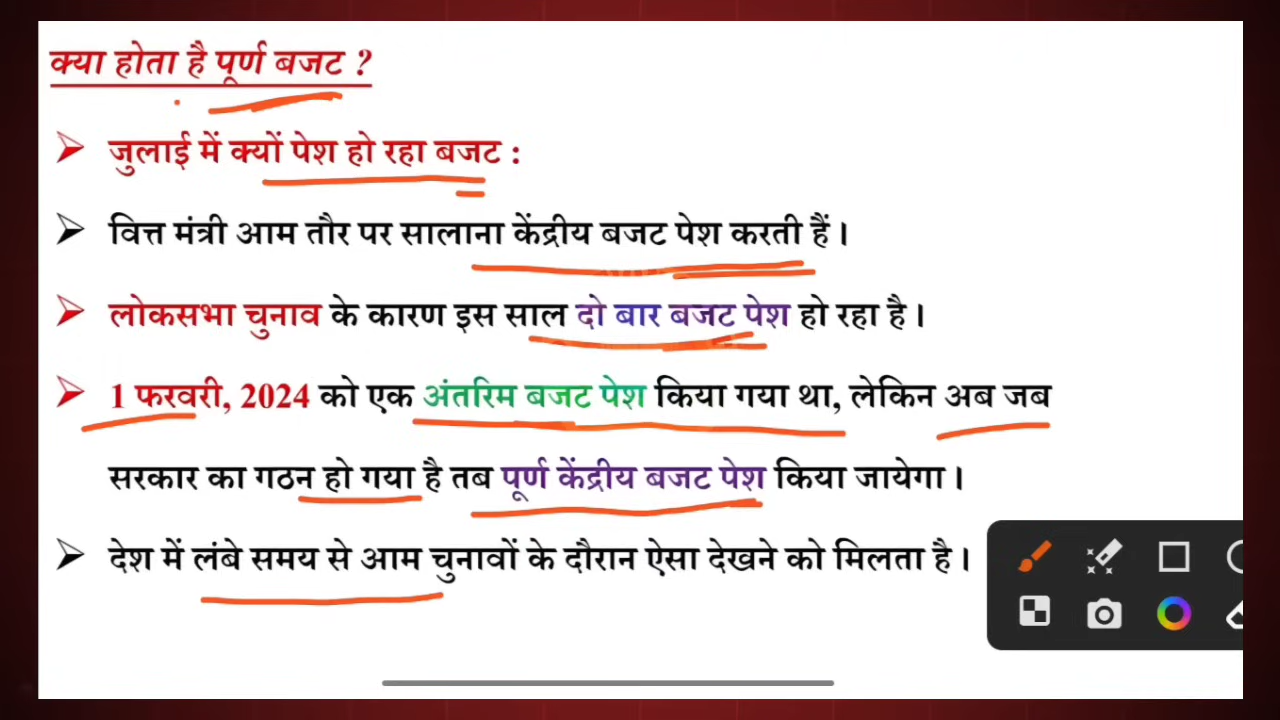 क्या होता है पूर्ण बजट ?
जुलाई में क्यों पेश हो रहा बजट :
वित्त मंत्री आम तौर पर सालाना केंद्रीय बजट पेश करती हैं।
लोकसभा चुनाव के कारण इस साल दो बार बजट पेश हो रहा है।
1 फरवरी, 2024 को एक अंतरिम बजट पेश किया गया था, लेकिन अब जब
सरकार का गठन हो गया है तब पूर्ण केंद्रीय बजट पेश किया जायेगा।
देश में लंबे समय से आम चुनावों के दौरान ऐसा देखने को मिलता है।